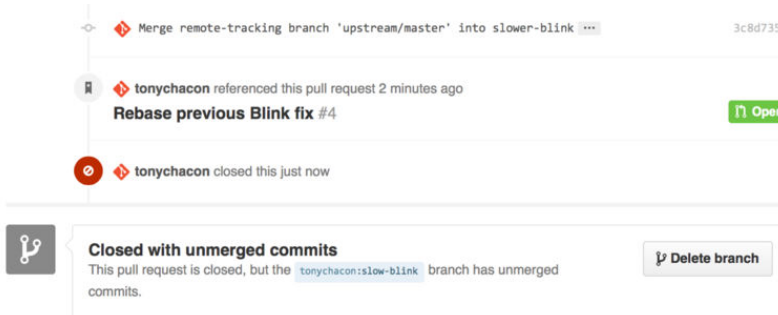 Merge remote-tracking branch 'upstream/master' into slower-blink ...
3c8d735
tonychacon referenced this pull request 2 minutes ago
Rebase previous Blink fix #4
Open
tonychacon closed this just now
Closed with unmerged commits
Delete branch
This pull request is closed, but the tonychacon:slow-blink branch has unmerged
commits.